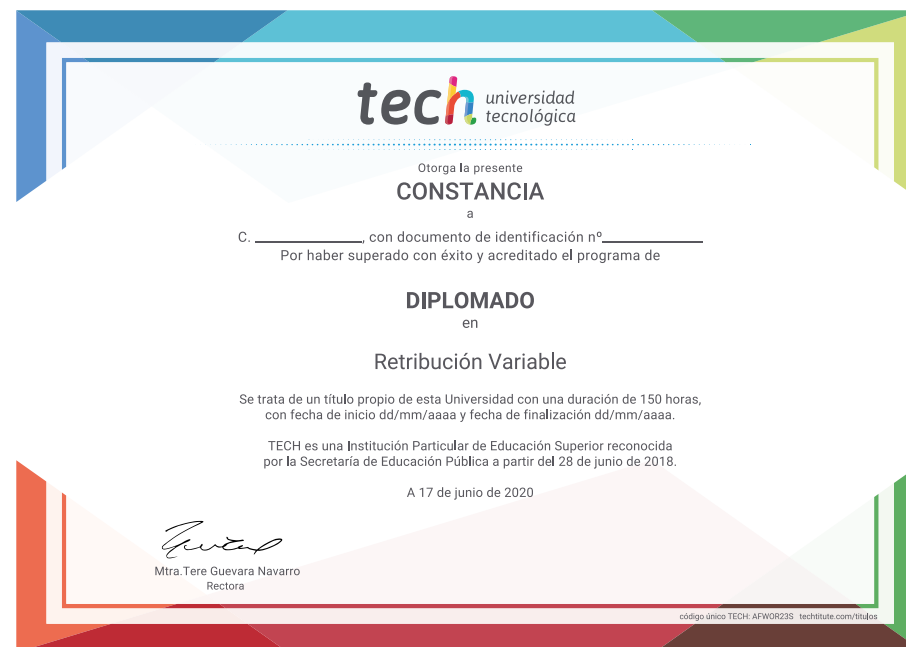 tech universidad
tecnológica
Otorga la presente
CONSTANCIA
a
C. ______________, con documento de identificación nº_____________
Por haber superado con éxito y acreditado el programa de
DIPLOMADO
en
Retribución Variable
Se trata de un título propio de esta Universidad con una duración de 150 horas,
con fecha de inicio dd/mm/aaaa y fecha de finalización dd/mm/aaaa.
TECH es una Institución Particular de Educación Superior reconocida
por la Secretaría de Educación Pública a partir del 28 de junio de 2018.
A 17 de junio de 2020
Mtra.Tere Guevara Navarro
Rectora
código único TECH: AFWOR23S techtitute.com/titulos